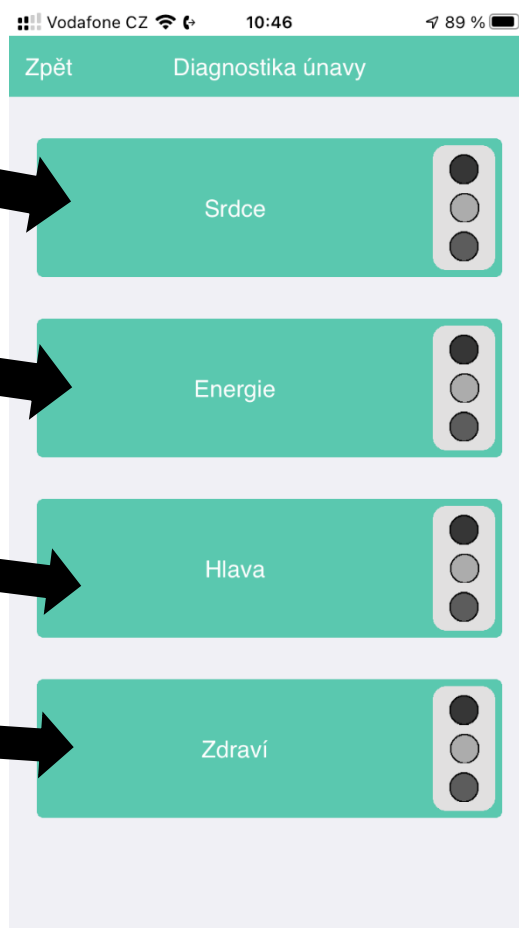 Vodafone CZ 10:46 89 %
Zpět Diagnostika únavy
Srdce
Energie
Hlava
Zdraví